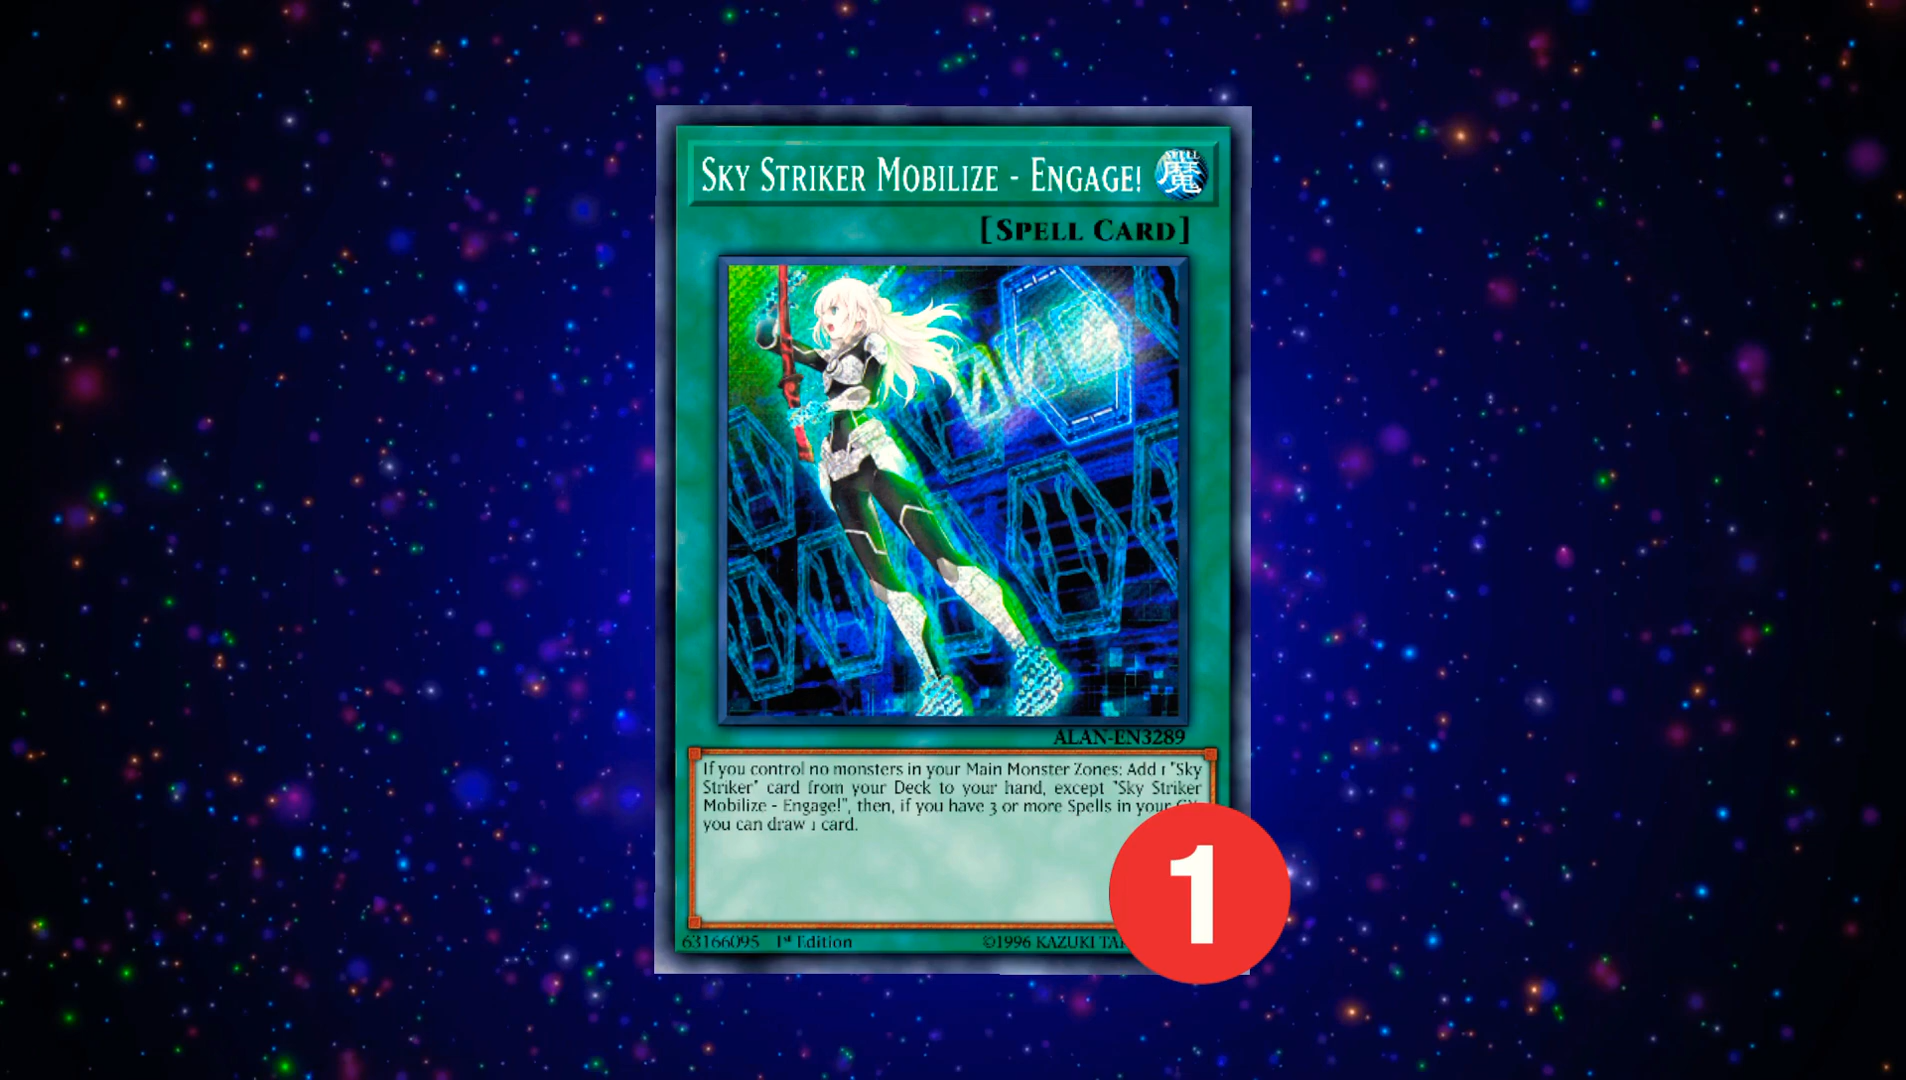 SKY STRIKER MOBILIZE - ENGAGE!
SPELL
魔
[SPELL CARD]
ALAN-EN3289
If you control no monsters in your Main Monster Zones: Add 1 "Sky
Striker" card from your Deck to your hand, except "Sky Striker
Mobilize - Engage!", then, if you have 3 or more Spells in your
you can draw 1 card.
1
63166095 1st Edition
©1996 KAZUKI